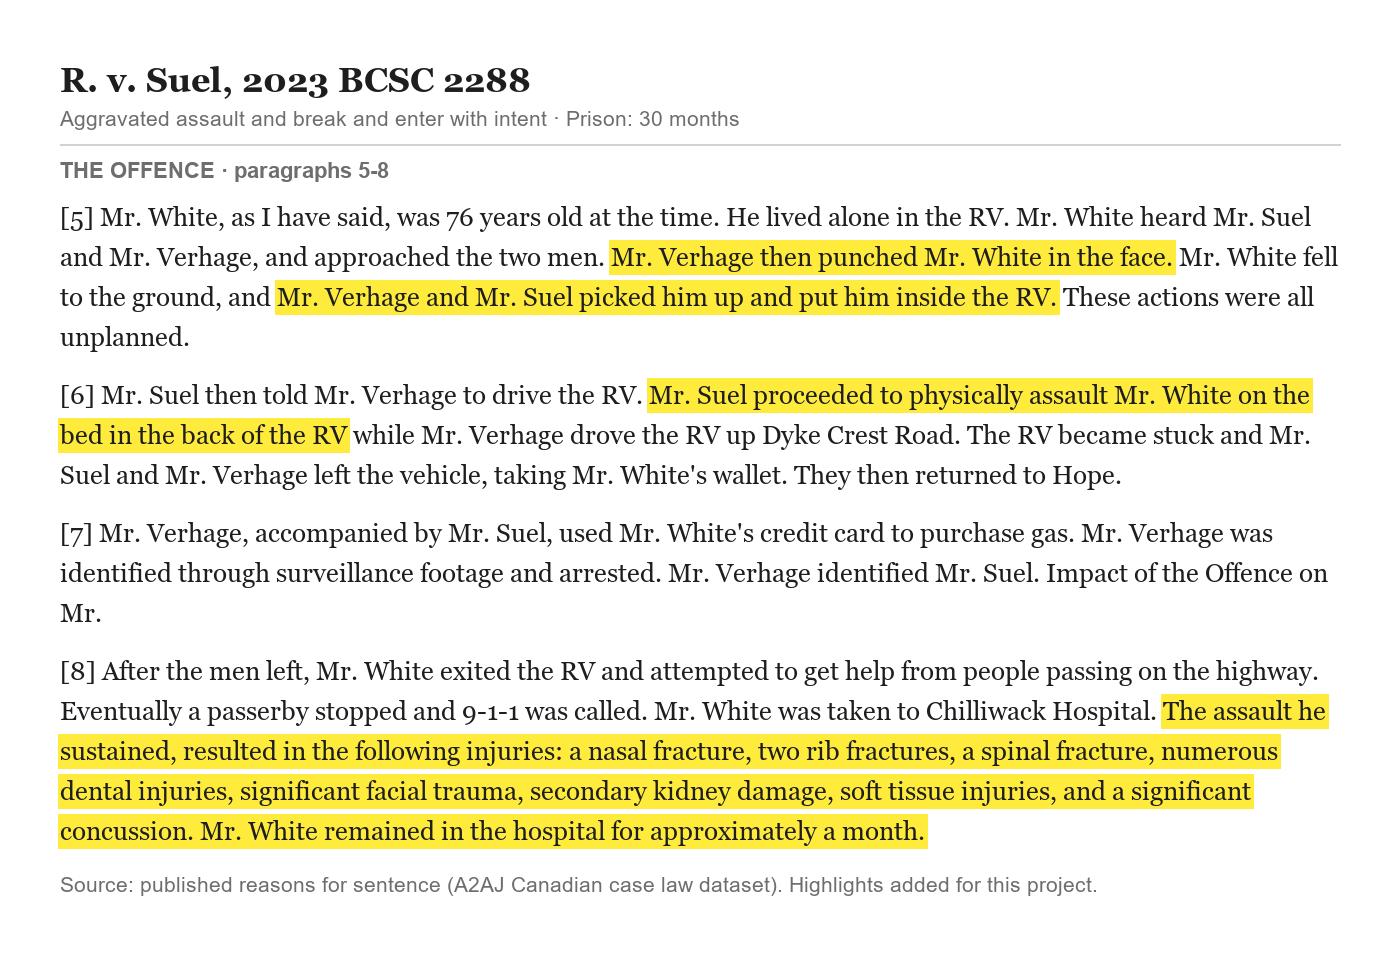 R. v. Suel, 2023 BCSC 2288
Aggravated assault and break and enter with intent · Prison: 30 months
THE OFFENCE · paragraphs 5-8
[5] Mr. White, as I have said, was 76 years old at the time. He lived alone in the RV. Mr. White heard Mr. Suel
and Mr. Verhage, and approached the two men. Mr. Verhage then punched Mr. White in the face. Mr. White fell
to the ground, and Mr. Verhage and Mr. Suel picked him up and put him inside the RV. These actions were all
unplanned.
[6] Mr. Suel then told Mr. Verhage to drive the RV. Mr. Suel proceeded to physically assault Mr. White on the
bed in the back of the RV while Mr. Verhage drove the RV up Dyke Crest Road. The RV became stuck and Mr.
Suel and Mr. Verhage left the vehicle, taking Mr. White's wallet. They then returned to Hope.
[7] Mr. Verhage, accompanied by Mr. Suel, used Mr. White's credit card to purchase gas. Mr. Verhage was
identified through surveillance footage and arrested. Mr. Verhage identified Mr. Suel. Impact of the Offence on
Mr.
[8] After the men left, Mr. White exited the RV and attempted to get help from people passing on the highway.
Eventually a passerby stopped and 9-1-1 was called. Mr. White was taken to Chilliwack Hospital. The assault he
sustained, resulted in the following injuries: a nasal fracture, two rib fractures, a spinal fracture, numerous
dental injuries, significant facial trauma, secondary kidney damage, soft tissue injuries, and a significant
concussion. Mr. White remained in the hospital for approximately a month.
Source: published reasons for sentence (A2AJ Canadian case law dataset). Highlights added for this project.